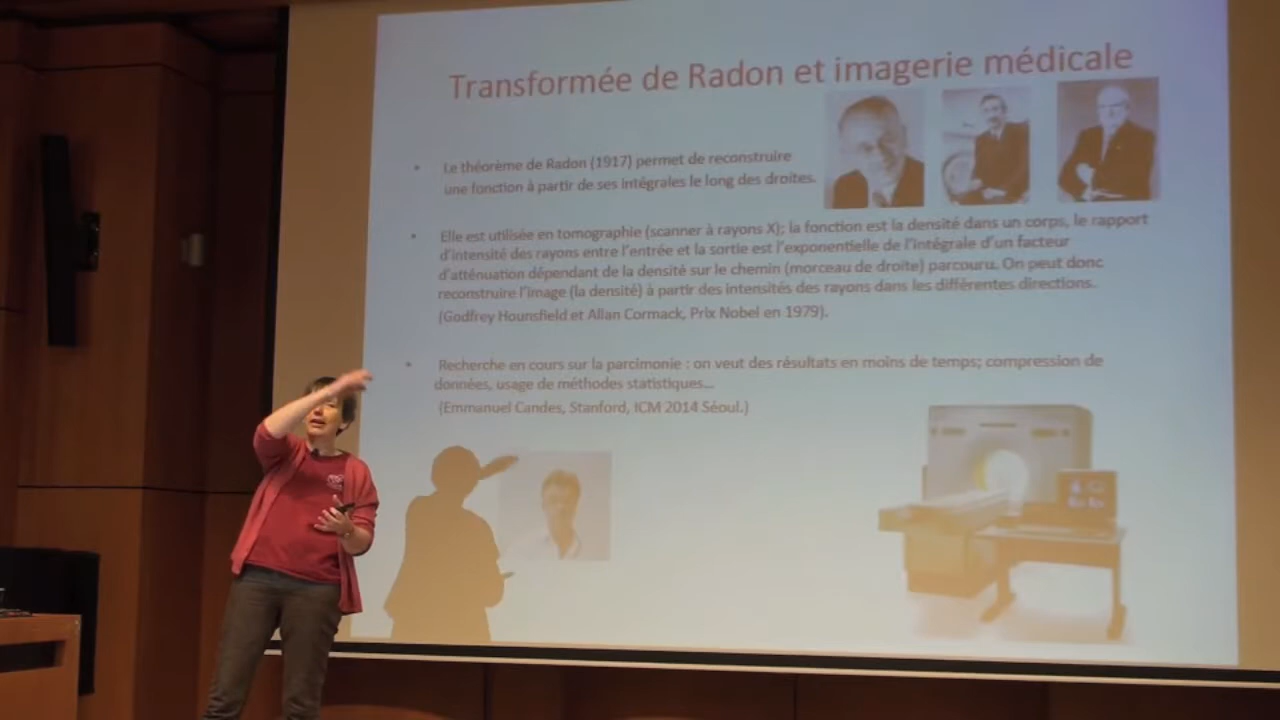 Transformée de Radon et imagerie médicale
• Le théorème de Radon (1917) permet de reconstruire
une fonction à partir de ses intégrales le long des droites.
• Elle est utilisée en tomographie (scanner à rayons X); la fonction est la densité dans un corps, le rapport
d'intensité des rayons entre l'entrée et la sortie est l'exponentielle de l'intégrale d'un facteur
d'atténuation dépendant de la densité sur le chemin (morceau de droite) parcouru. On peut donc
reconstruire l'image (la densité) à partir des intensités des rayons dans les différentes directions.
(Godfrey Hounsfield et Allan Cormack, Prix Nobel en 1979).
• Recherche en cours sur la parcimonie : on veut des résultats en moins de temps; compression de
données, usage de méthodes statistiques...
(Emmanuel Candes, Stanford, ICM 2014 Séoul.)